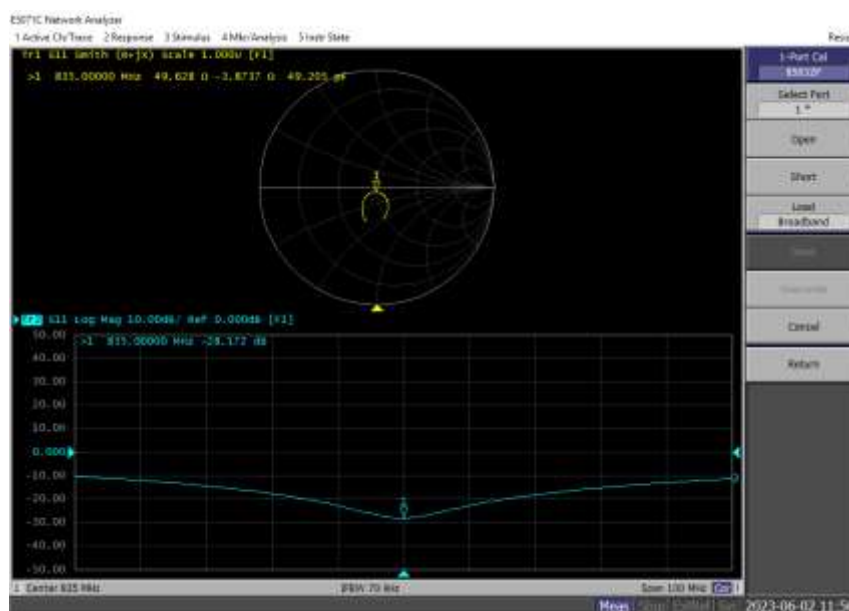 E5071C Network Analyzer
1 Active Ch/Trace 2 Response 3 Stimulus 4 Mkr/Analysis 5 Instr State
Tr1 S11 Smith (R+jX) Scale 1.000U [F1]
>1 835.00000 MHz 49.628 Ω -3.8737 Ω 49.205 pF
Tr2 S11 Log Mag 10.00dB/ Ref 0.000dB [F1]
>1 835.00000 MHz -28.172 dB
50.00
40.00
30.00
20.00
10.00
0.000
-10.00
-20.00
-30.00
-40.00
-50.00
1 Center 835 MHz IFBW 70 kHz Span 100 MHz
Meas
2023-06-02 11:5
1-Port Cal
85032F
Select Port
1
Open
Short
Load
Broadband
Cancel
Return